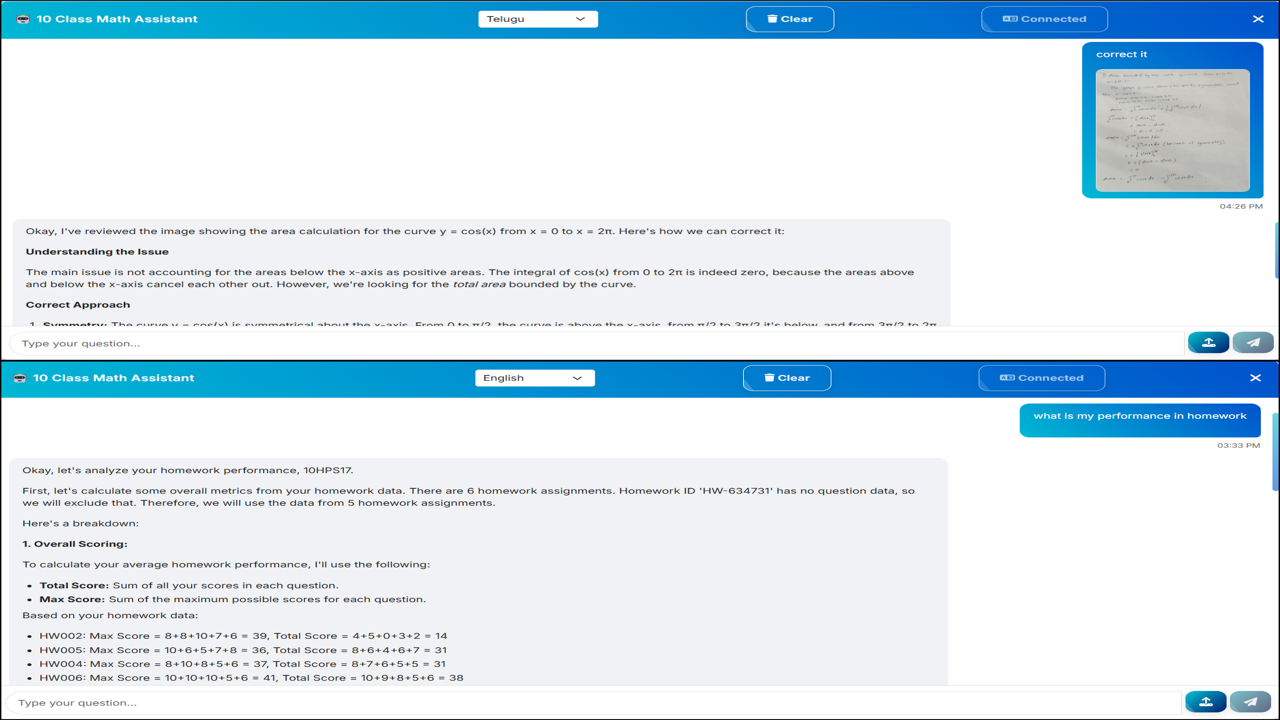 10 Class Math Assistant
Telugu
Clear
Connected
correct it
04:26 PM
Okay, I've reviewed the image showing the area calculation for the curve y = cos(x) from x = 0 to x = 2π. Here's how we can correct it:
Understanding the Issue
The main issue is not accounting for the areas below the x-axis as positive areas. The integral of cos(x) from 0 to 2π is indeed zero, because the areas above
and below the x-axis cancel each other out. However, we're looking for the total area bounded by the curve.
Correct Approach
1. Symmetry: The curve y = cos(x) is symmetrical about the x-axis. From 0 to π/2, the curve is above the x-axis, from π/2 to 3π/2 it's below, and from 3π/2 to 2π
Type your question...
10 Class Math Assistant
English
Clear
Connected
what is my performance in homework
03:33 PM
Okay, let's analyze your homework performance, 10HPS17.
First, let's calculate some overall metrics from your homework data. There are 6 homework assignments. Homework ID 'HW-634731' has no question data, so
we will exclude that. Therefore, we will use the data from 5 homework assignments.
Here's a breakdown:
1. Overall Scoring:
To calculate your average homework performance, I'll use the following:
• Total Score: Sum of all your scores in each question.
• Max Score: Sum of the maximum possible scores for each question.
Based on your homework data:
• HW002: Max Score = 8+8+10+7+6 = 39, Total Score = 4+5+0+3+2 = 14
• HW005: Max Score = 10+6+5+7+8 = 36, Total Score = 8+6+4+6+7 = 31
• HW004: Max Score = 8+10+8+5+6 = 37, Total Score = 8+7+6+5+5 = 31
• HW006: Max Score = 10+10+10+5+6 = 41, Total Score = 10+9+8+5+6 = 38
Type your question...